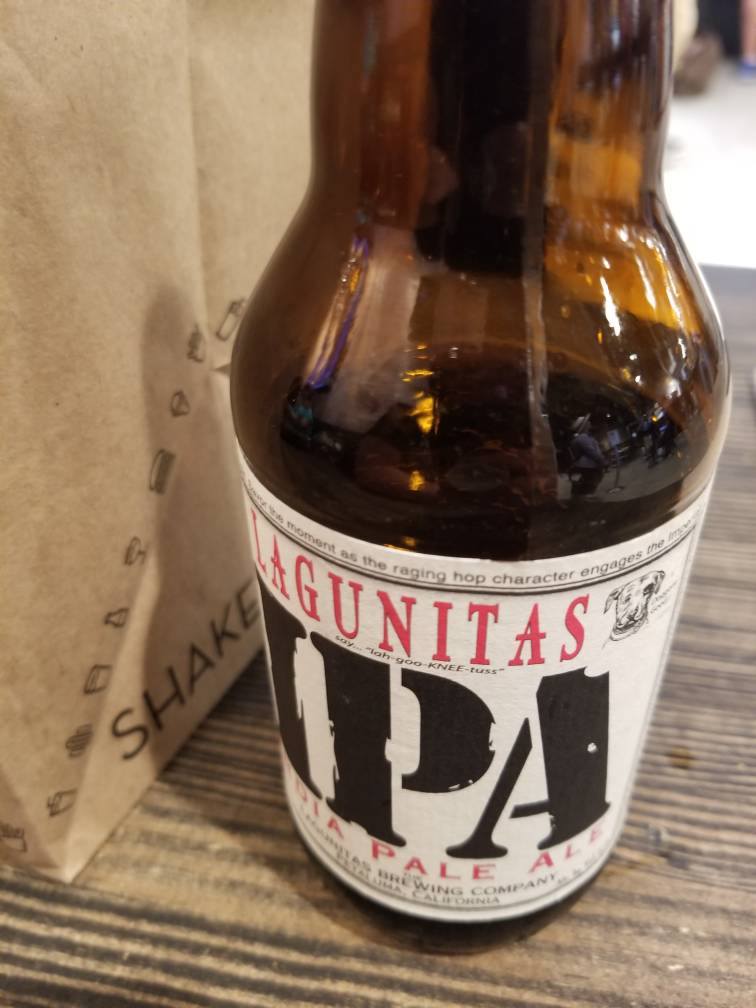 the moment as the raging hop character engages the
LAGUNITAS
say... "lah-goo-KNEE-tuss"
IPA
INDIA PALE ALE
LAGUNITAS BREWING COMPANY
PETALUMA, CALIFORNIA
SHAKE